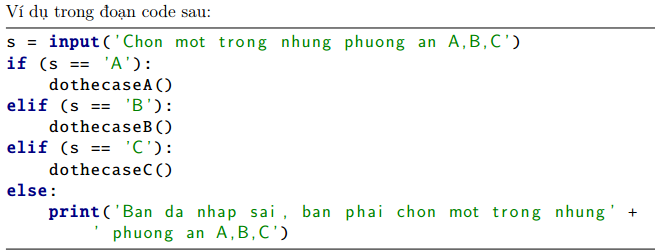 Ví dụ trong đoạn code sau:
s = input('Chon mot trong nhung phuong an A,B,C')
if (s == 'A'):
    dothecaseA()
elif (s == 'B'):
    dothecaseB()
elif (s == 'C'):
    dothecaseC()
else:
    print('Ban da nhap sai, ban phai chon mot trong nhung' +
        ' phuong an A,B,C')